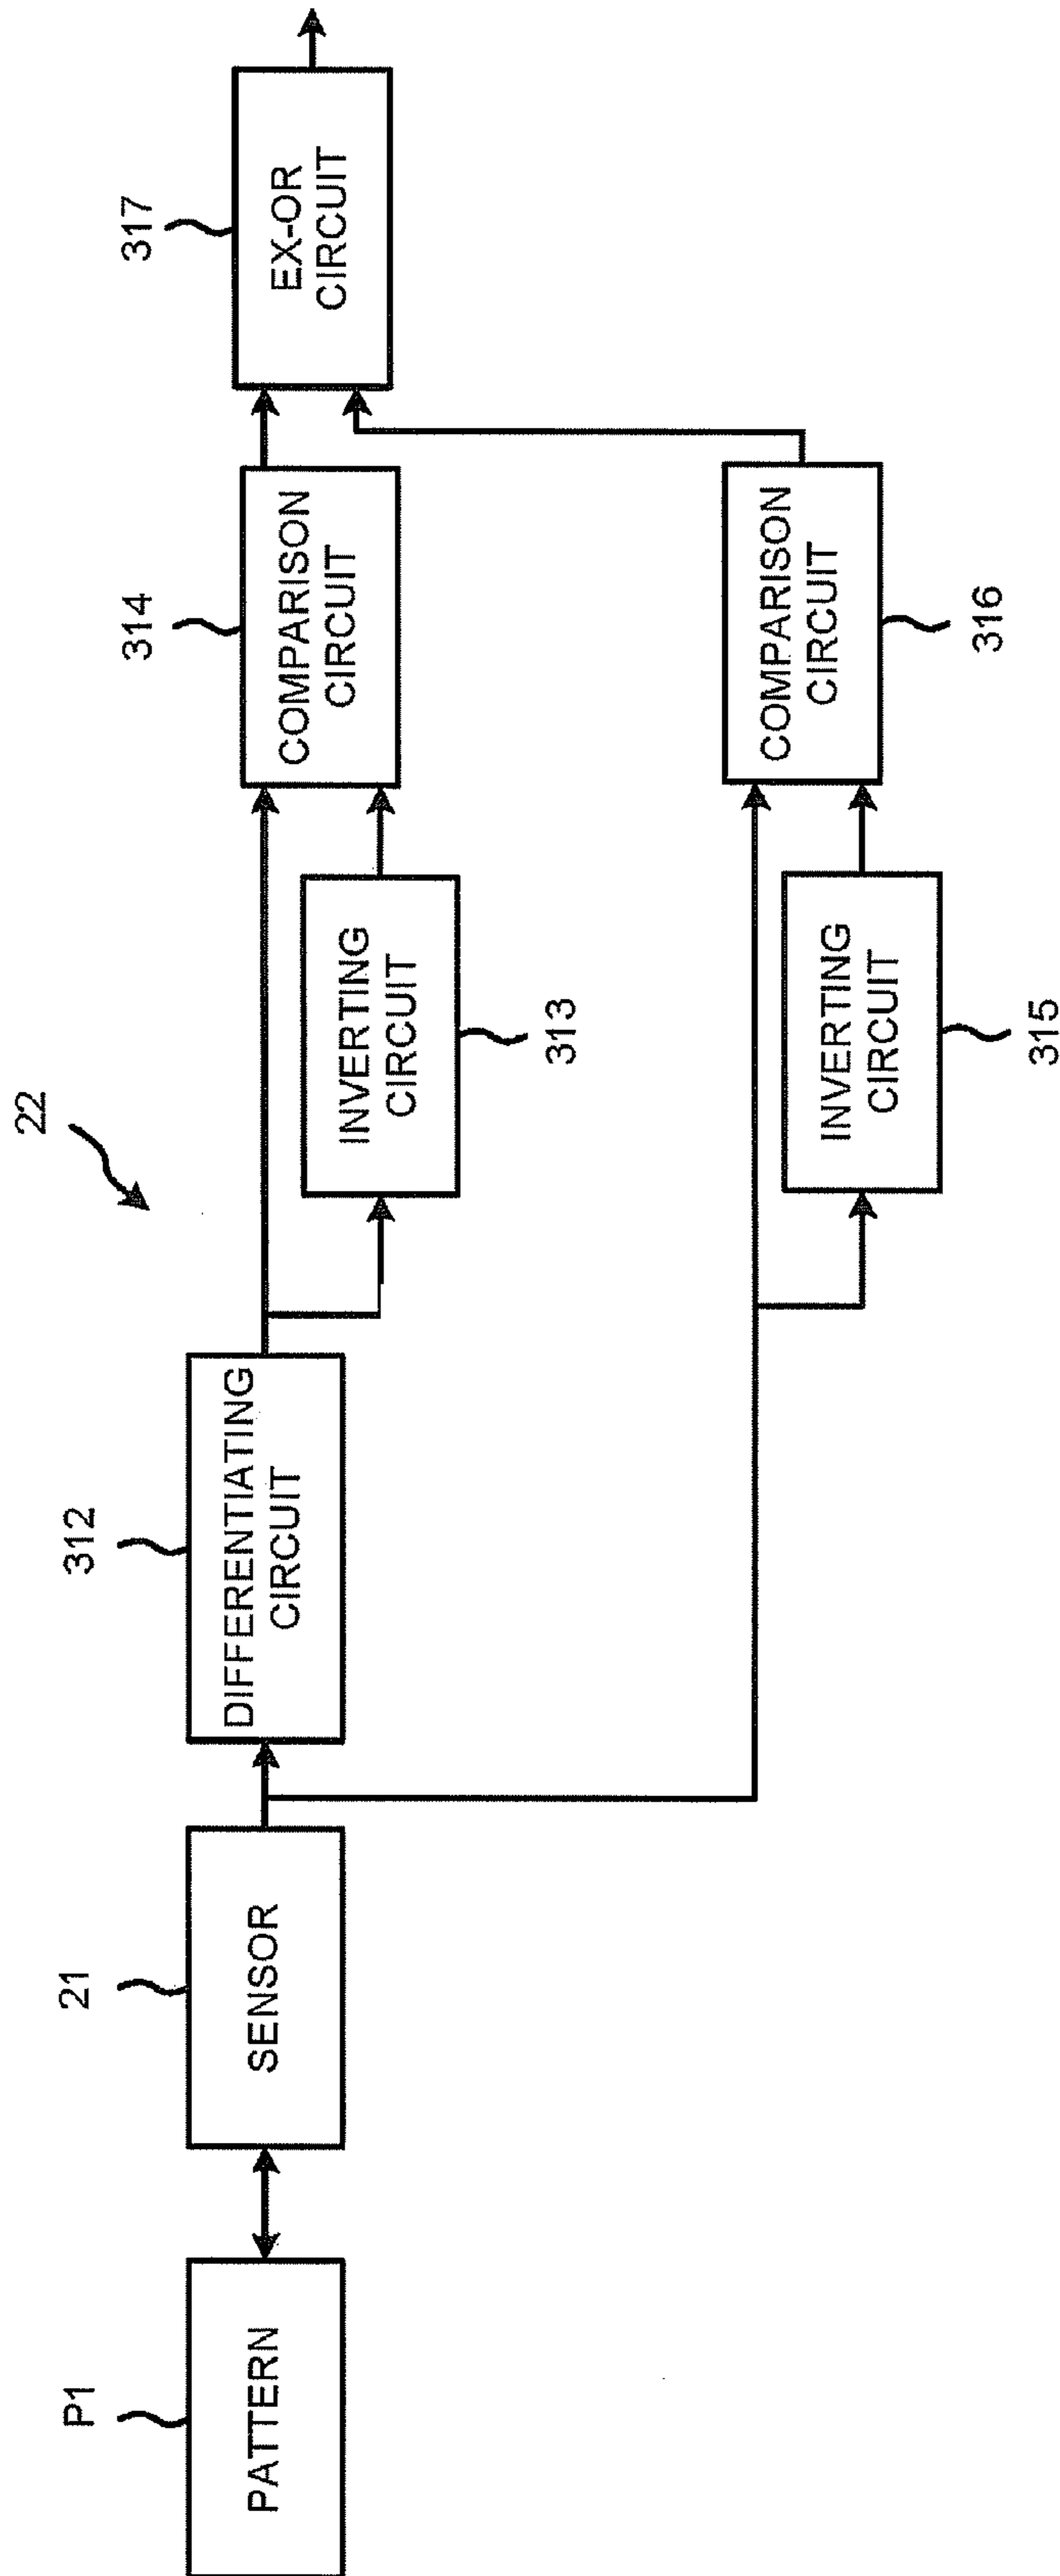 22
P1
PATTERN
21
SENSOR
312
DIFFERENTIATING
CIRCUIT
313
INVERTING
CIRCUIT
314
COMPARISON
CIRCUIT
317
EX-OR
CIRCUIT
315
INVERTING
CIRCUIT
316
COMPARISON
CIRCUIT